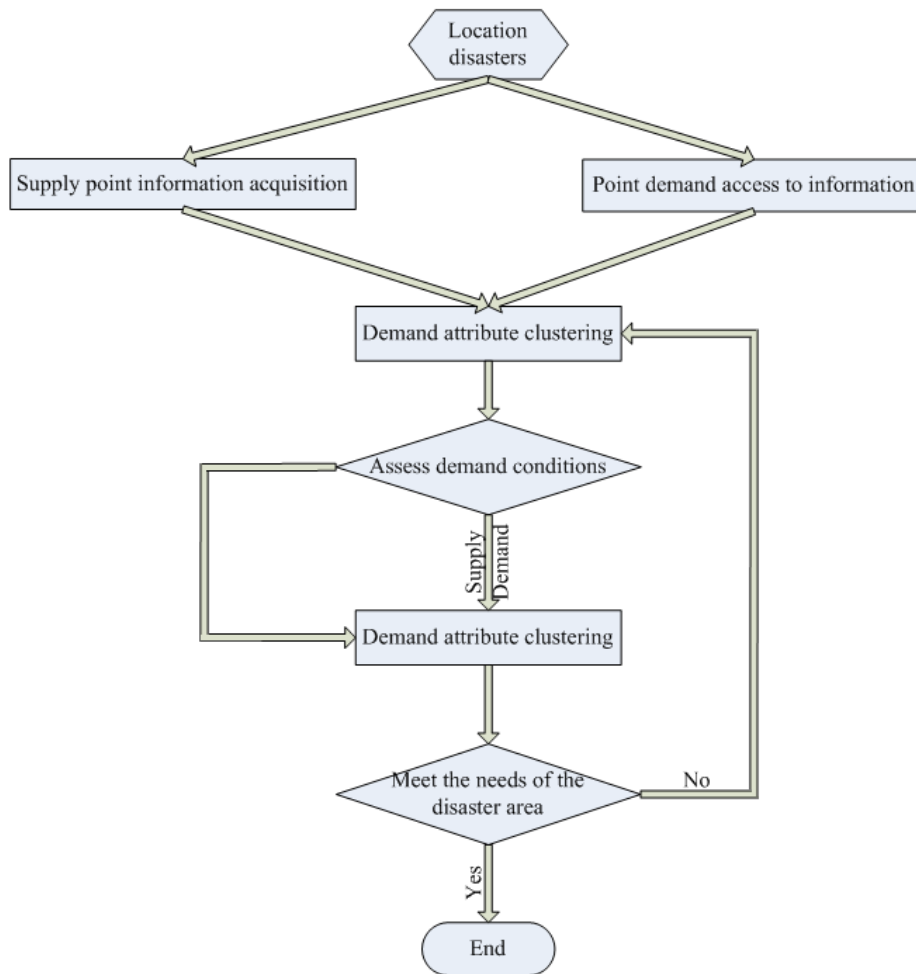 Location
disasters
Supply point information acquisition
Point demand access to information
Demand attribute clustering
Assess demand conditions
Supply
Demand
Demand attribute clustering
Meet the needs of the
disaster area
No
Yes
End